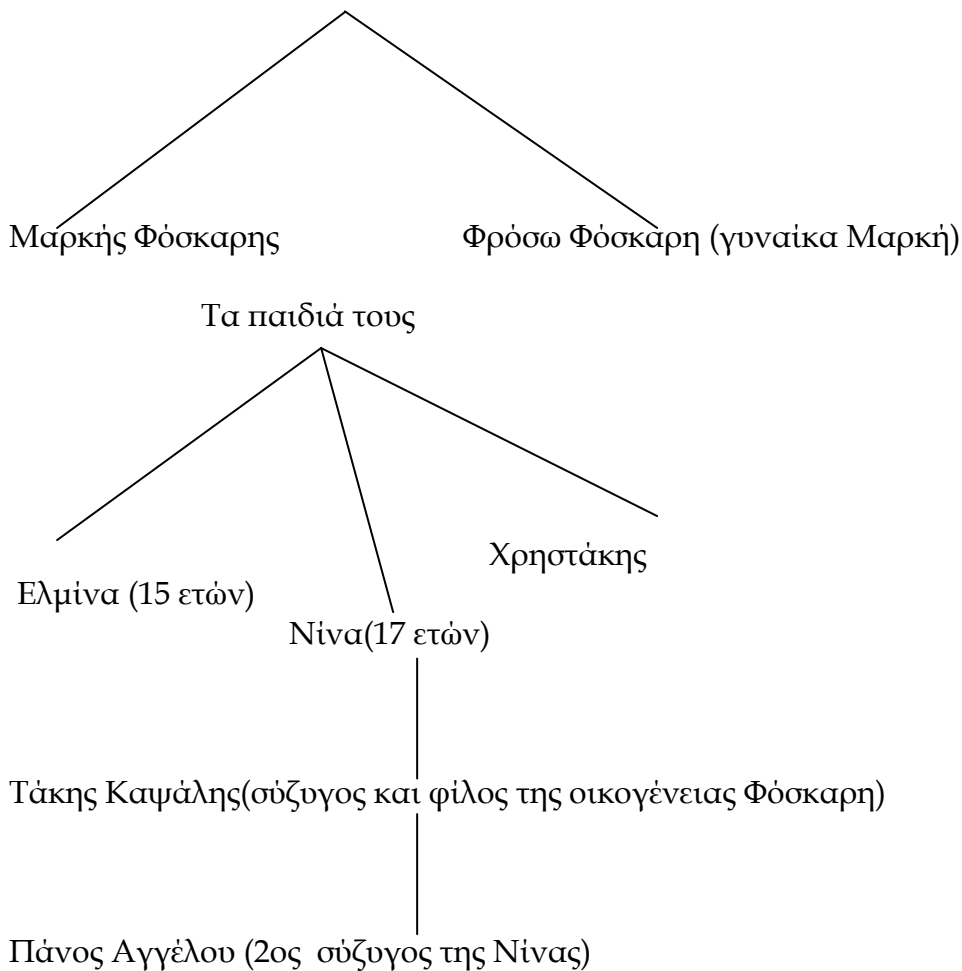 Μαρκής Φόσκαρης Φρόσω Φόσκαρη (γυναίκα Μαρκή)
Τα παιδιά τους
Χρηστάκης
Ελμίνα (15 ετών)
Νίνα(17 ετών)
Τάκης Καψάλης(σύζυγος και φίλος της οικογένειας Φόσκαρη)
Πάνος Αγγέλου (2ος σύζυγος της Νίνας)